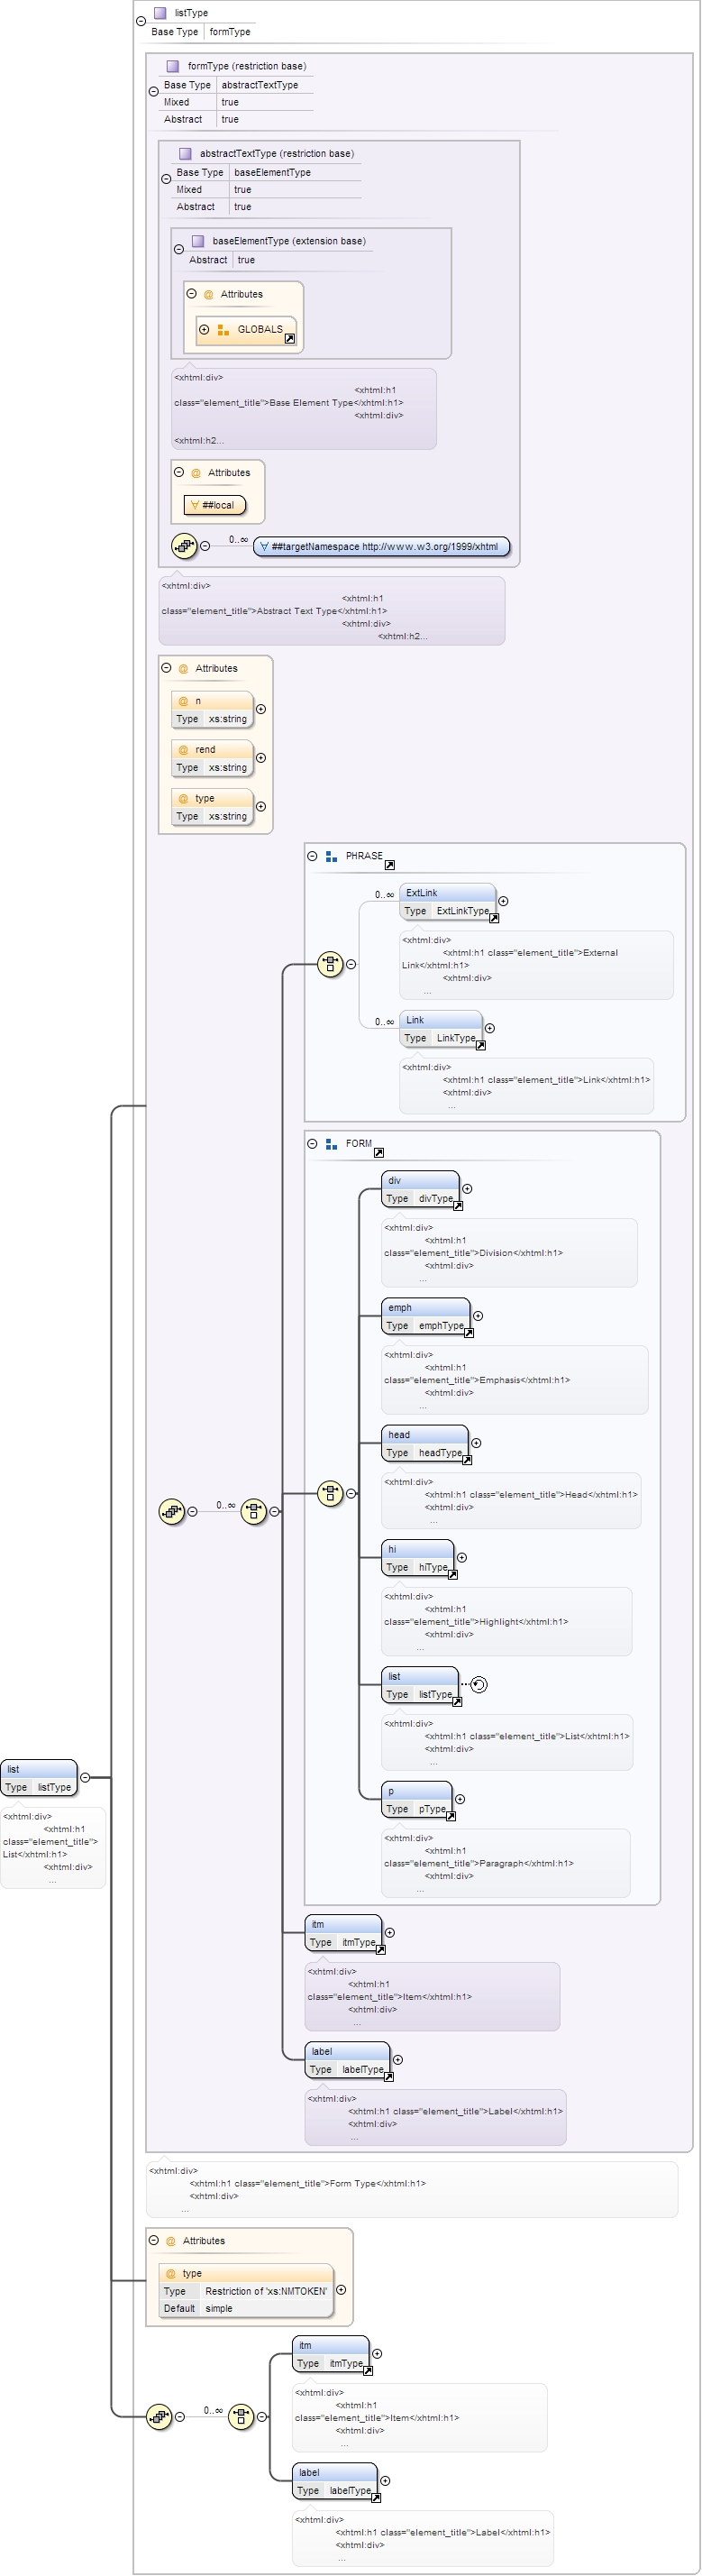 listType
Base Type formType
formType (restriction base)
Base Type abstractTextType
Mixed true
Abstract true
abstractTextType (restriction base)
Base Type baseElementType
Mixed true
Abstract true
baseElementType (extension base)
Abstract true
@ Attributes
GLOBALS
<xhtml:div>
<xhtml:h1
class="element_title">Base Element Type</xhtml:h1>
<xhtml:div>
<xhtml:h2...
@ Attributes
∀ ##local
0..∞ ∀ ##targetNamespace http://www.w3.org/1999/xhtml
<xhtml:div>
<xhtml:h1
class="element_title">Abstract Text Type</xhtml:h1>
<xhtml:div>
<xhtml:h2...
@ Attributes
@ n
Type xs:string
@ rend
Type xs:string
@ type
Type xs:string
PHRASE
0..∞ ExtLink
Type ExtLinkType
<xhtml:div>
<xhtml:h1 class="element_title">External
Link</xhtml:h1>
<xhtml:div>
...
0..∞ Link
Type LinkType
<xhtml:div>
<xhtml:h1 class="element_title">Link</xhtml:h1>
<xhtml:div>
...
FORM
div
Type divType
<xhtml:div>
<xhtml:h1
class="element_title">Division</xhtml:h1>
<xhtml:div>
...
emph
Type emphType
<xhtml:div>
<xhtml:h1
class="element_title">Emphasis</xhtml:h1>
<xhtml:div>
...
head
Type headType
<xhtml:div>
<xhtml:h1 class="element_title">Head</xhtml:h1>
<xhtml:div>
...
0..∞
hi
Type hiType
<xhtml:div>
<xhtml:h1
class="element_title">Highlight</xhtml:h1>
<xhtml:div>
...
list
Type listType
<xhtml:div>
<xhtml:h1 class="element_title">List</xhtml:h1>
<xhtml:div>
...
list
Type listType
<xhtml:div>
<xhtml:h1
class="element_title">
List</xhtml:h1>
<xhtml:div>
...
p
Type pType
<xhtml:div>
<xhtml:h1
class="element_title">Paragraph</xhtml:h1>
<xhtml:div>
...
itm
Type itmType
<xhtml:div>
<xhtml:h1
class="element_title">Item</xhtml:h1>
<xhtml:div>
...
label
Type labelType
<xhtml:div>
<xhtml:h1 class="element_title">Label</xhtml:h1>
<xhtml:div>
...
<xhtml:div>
<xhtml:h1 class="element_title">Form Type</xhtml:h1>
<xhtml:div>
...
@ Attributes
@ type
Type Restriction of 'xs:NMTOKEN'
Default simple
0..∞
itm
Type itmType
<xhtml:div>
<xhtml:h1
class="element_title">Item</xhtml:h1>
<xhtml:div>
...
label
Type labelType
<xhtml:div>
<xhtml:h1 class="element_title">Label</xhtml:h1>
<xhtml:div>
...